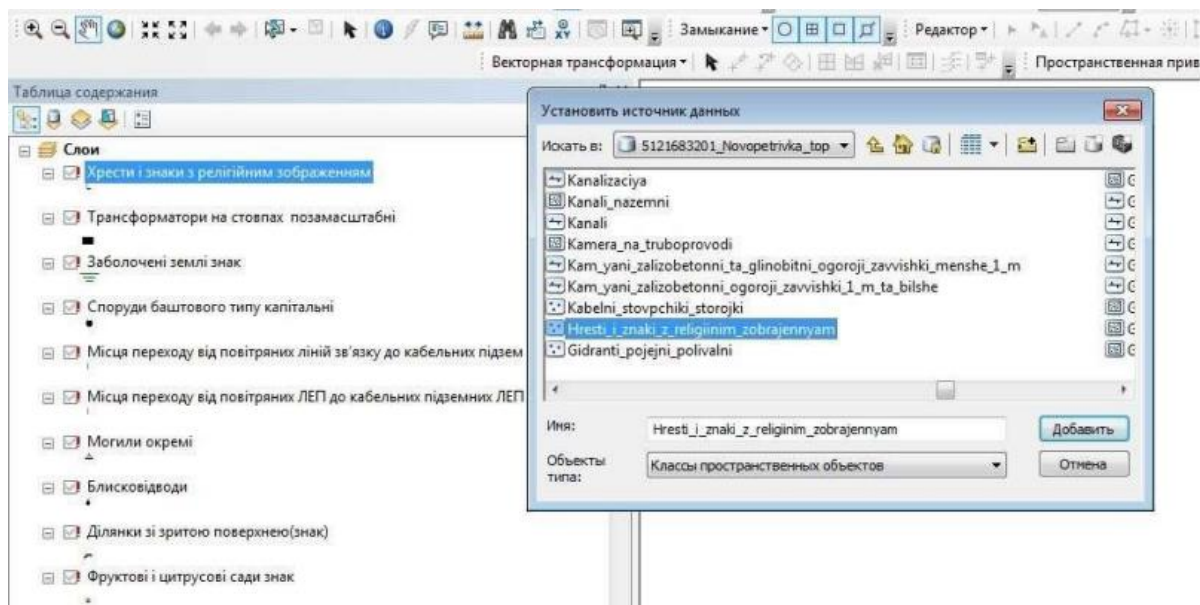 Замыкание
Редактор
Векторная трансформация
Пространственная прив
Таблица содержания
Слои
Хрести і знаки з релігійним зображенням
Трансформатори на стовпах позамасштабні
Заболочені землі знак
Споруди баштового типу капітальні
Місця переходу від повітряних ліній зв'язку до кабельних підзем
Місця переходу від повітряних ЛЕП до кабельних підземних ЛЕП
Могили окремі
Блисковідводи
Ділянки зі зритою поверхнею(знак)
Фруктові і цитрусові сади знак
Установить источник данных
Искать в: 5121683201_Novopetrivka_top
Kanalizaciya
Kanali_nazemni
Kanali
Kamera_na_truboprovodi
Kam_yani_zalizobetonni_ta_glinobitni_ogoroji_zavvishki_menshe_1_m
Kam_yani_zalizobetonni_ogoroji_zavvishki_1_m_ta_bilshe
Kabelni_stovpchiki_storojki
Hresti_i_znaki_z_religiinim_zobrajennyam
Gidranti_pojejni_polivalni
Имя: Hresti_i_znaki_z_religiinim_zobrajennyam
Добавить
Объекты типа: Классы пространственных объектов
Отмена